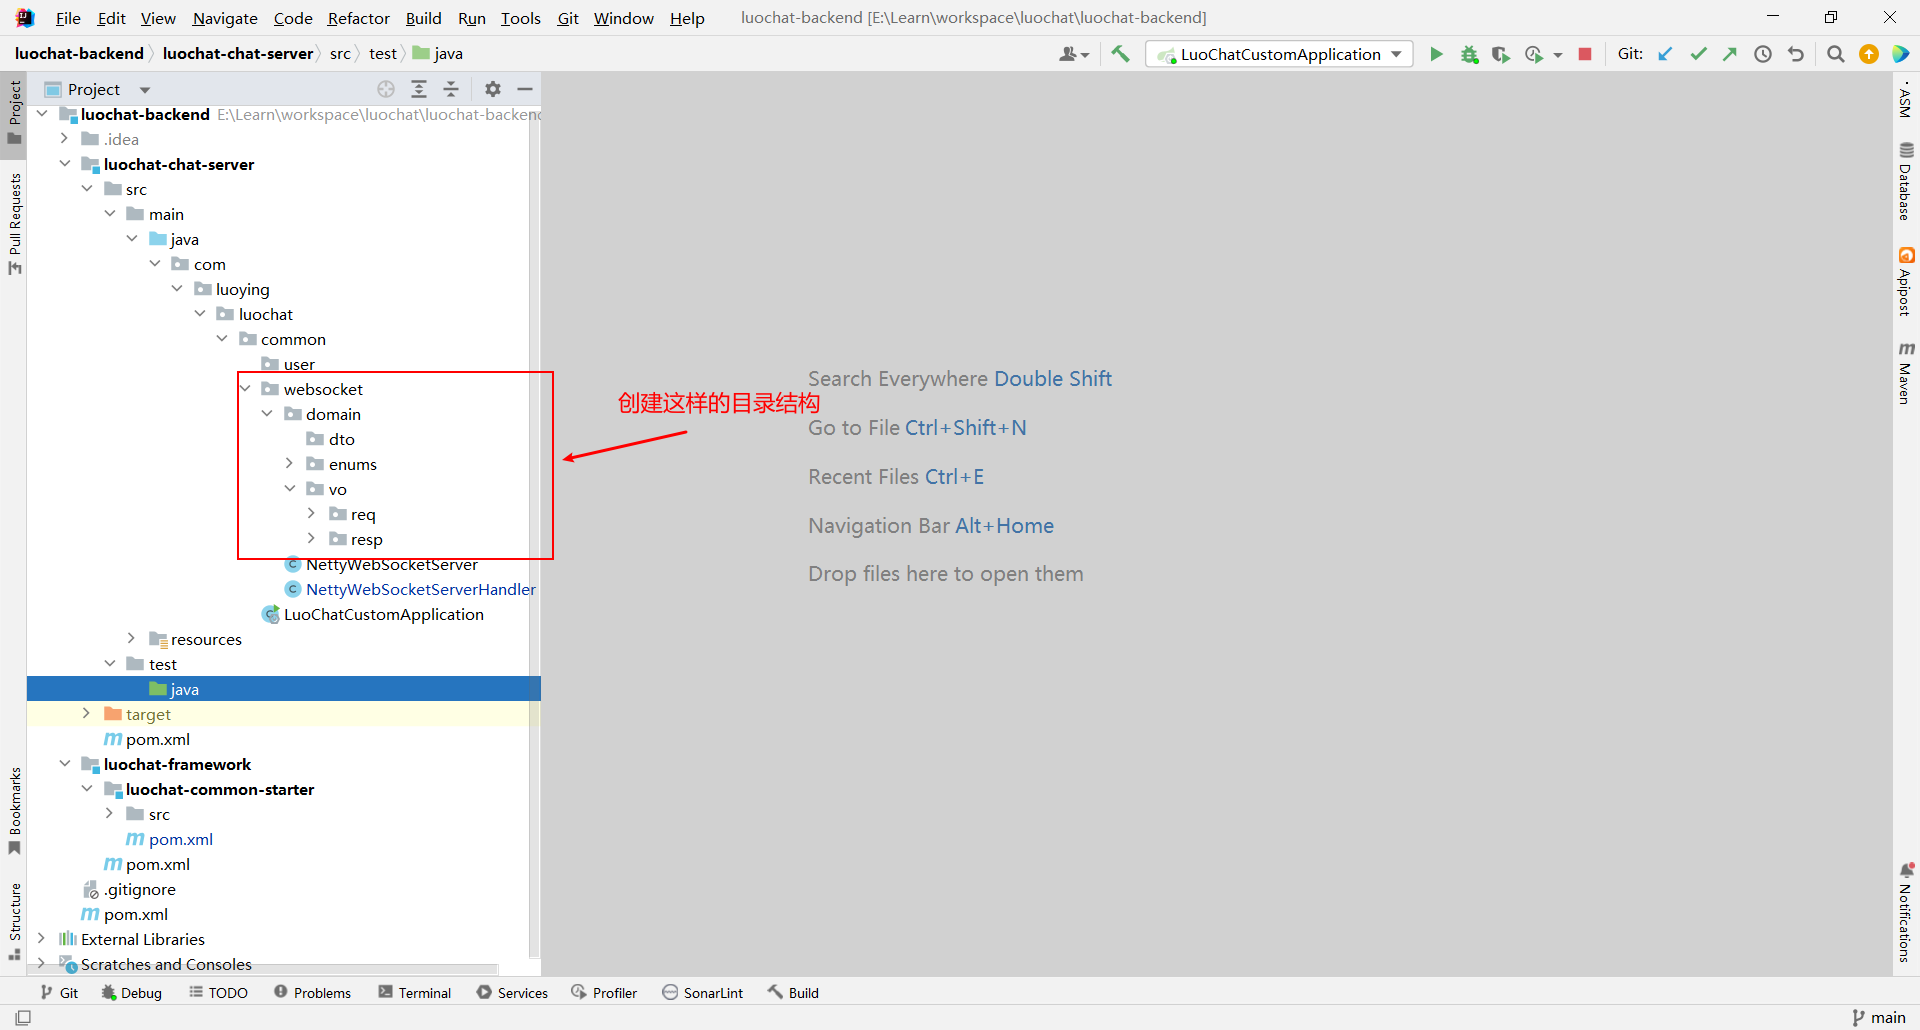 File Edit View Navigate Code Refactor Build Run Tools Git Window Help luochat-backend [E:\Learn\workspace\luochat\luochat-backend]
luochat-backend luochat-chat-server src test java
LuoChatCustomApplication
Git:
Project
luochat-backend E:\Learn\workspace\luochat\luochat-backend
.idea
luochat-chat-server
src
main
java
com
luoying
luochat
common
user
websocket
domain
dto
enums
vo
req
resp
NettyWebSocketServer
NettyWebSocketServerHandler
LuoChatCustomApplication
resources
test
java
target
pom.xml
luochat-framework
luochat-common-starter
src
pom.xml
pom.xml
.gitignore
pom.xml
External Libraries
Scratches and Consoles
创建这样的目录结构
Search Everywhere Double Shift
Go to File Ctrl+Shift+N
Recent Files Ctrl+E
Navigation Bar Alt+Home
Drop files here to open them
Project
Pull Requests
Bookmarks
Structure
ASM
Database
Apipost
Maven
Notifications
Git Debug TODO Problems Terminal Services Profiler SonarLint Build
main